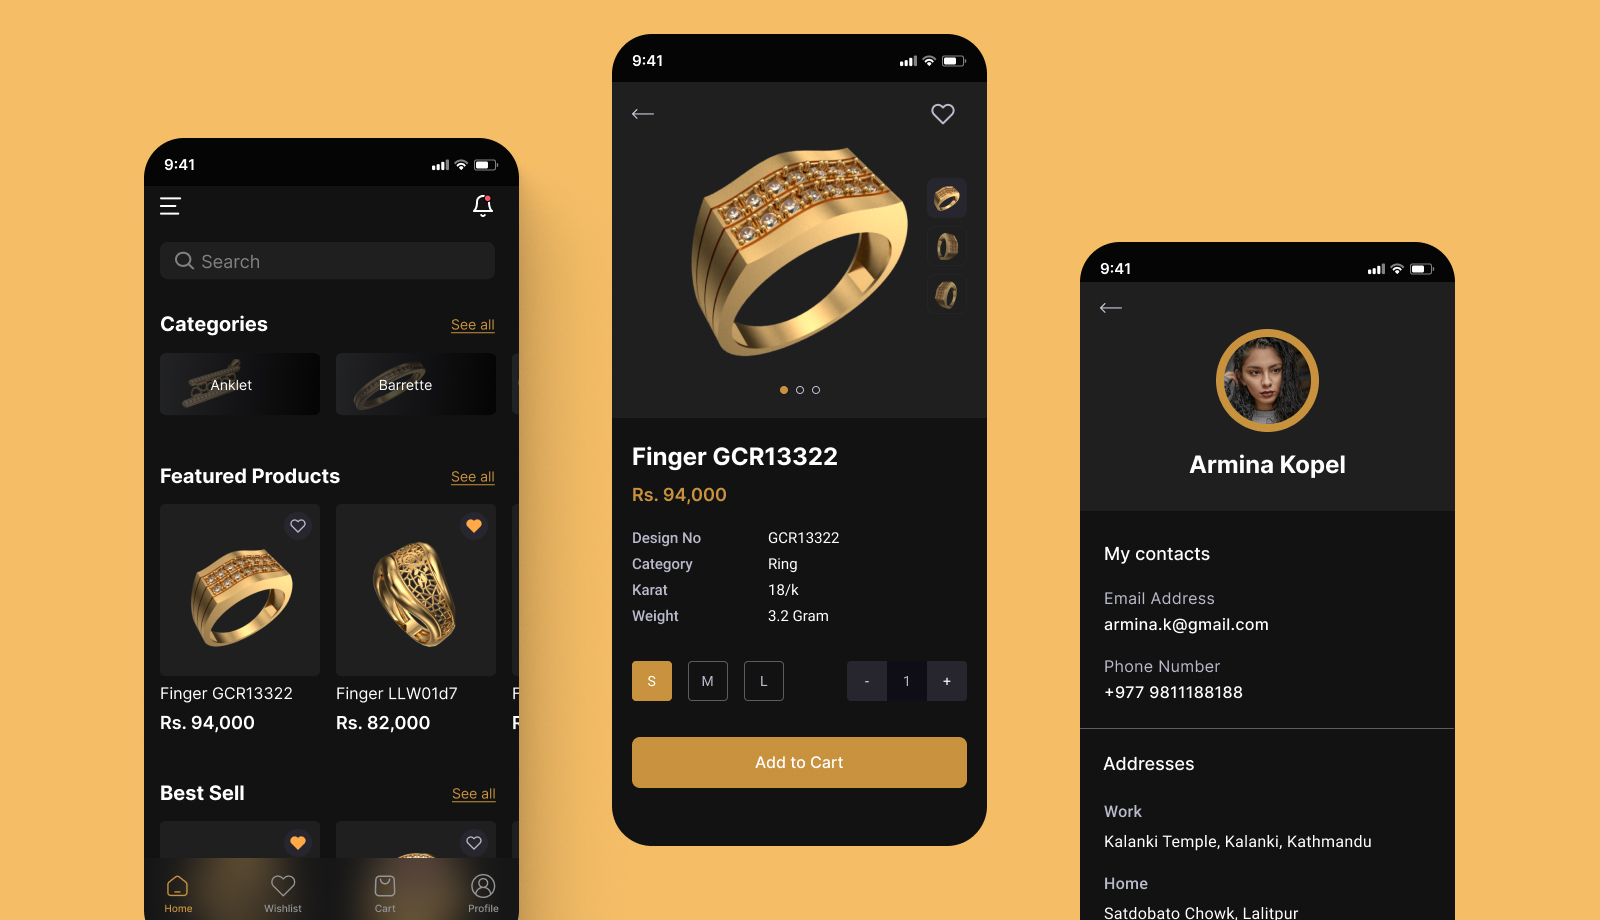 9:41
Search
Categories
See all
Anklet
Barrette
Featured Products
See all
Finger GCR13322
Rs. 94,000
Finger LLW01d7
Rs. 82,000
Best Sell
See all
Home
Wishlist
Cart
Profile
9:41
Finger GCR13322
Rs. 94,000
Design No GCR13322
Category Ring
Karat 18/k
Weight 3.2 Gram
S M L - 1 +
Add to Cart
9:41
Armina Kopel
My contacts
Email Address
armina.k@gmail.com
Phone Number
+977 9811188188
Addresses
Work
Kalanki Temple, Kalanki, Kathmandu
Home
Satdobato Chowk, Lalitpur